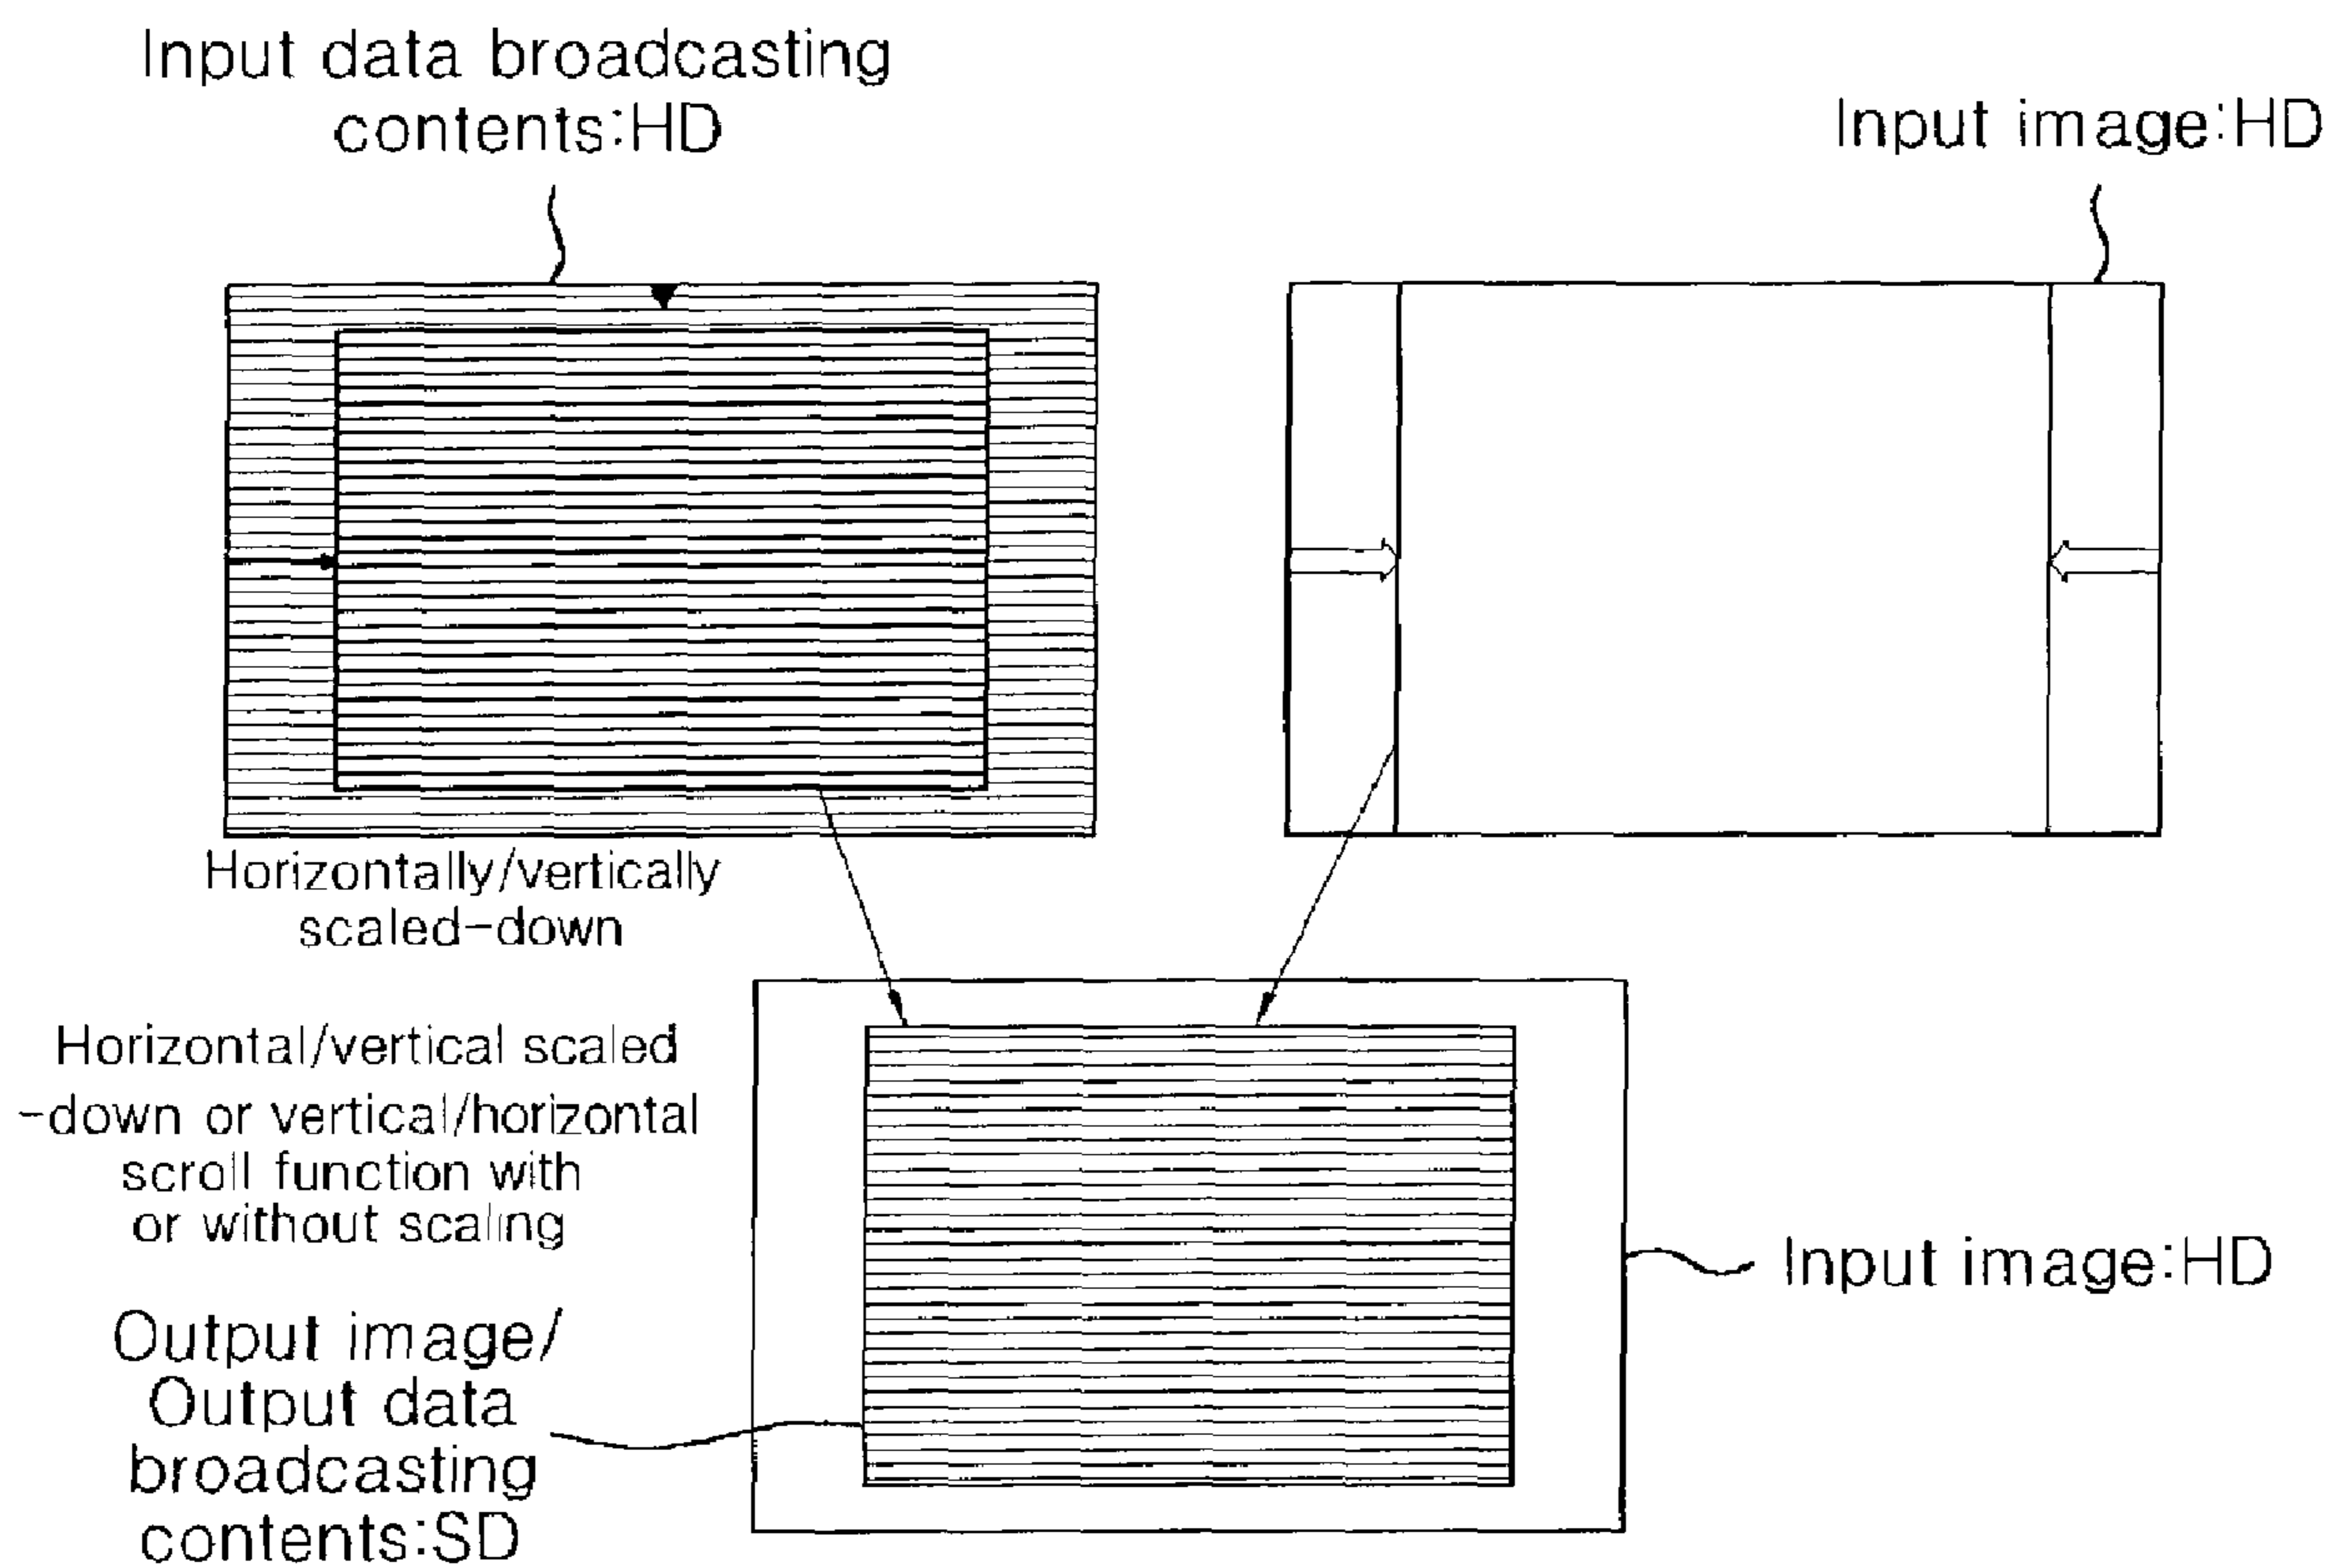 Input data broadcasting
contents:HD
Input image:HD
Horizontally/vertically
scaled-down
Horizontal/vertical scaled
-down or vertical/horizontal
scroll function with
or without scaling
Input image:HD
Output image/
Output data
broadcasting
contents:SD